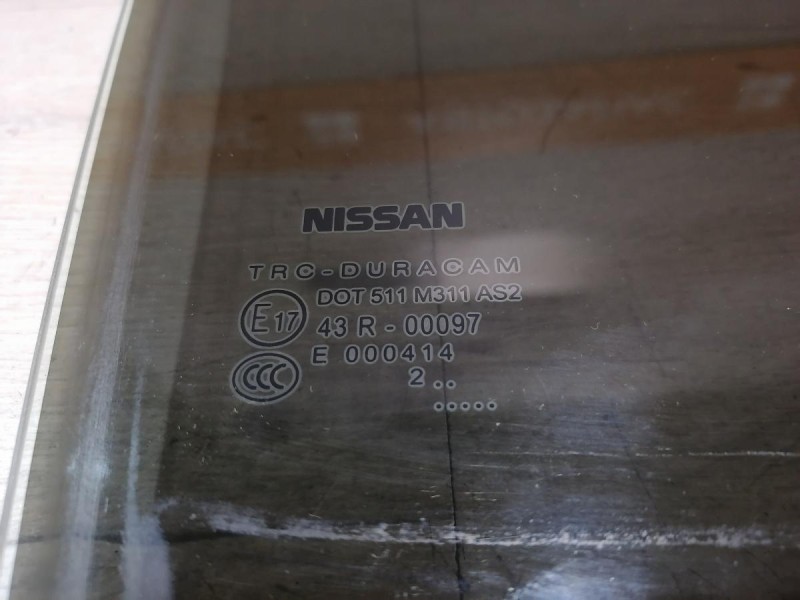 NISSAN
TRC-DURACAM
DOT 511 M311 AS2
E17
43 R - 00097
E 000414
CCC
2 ..
.....